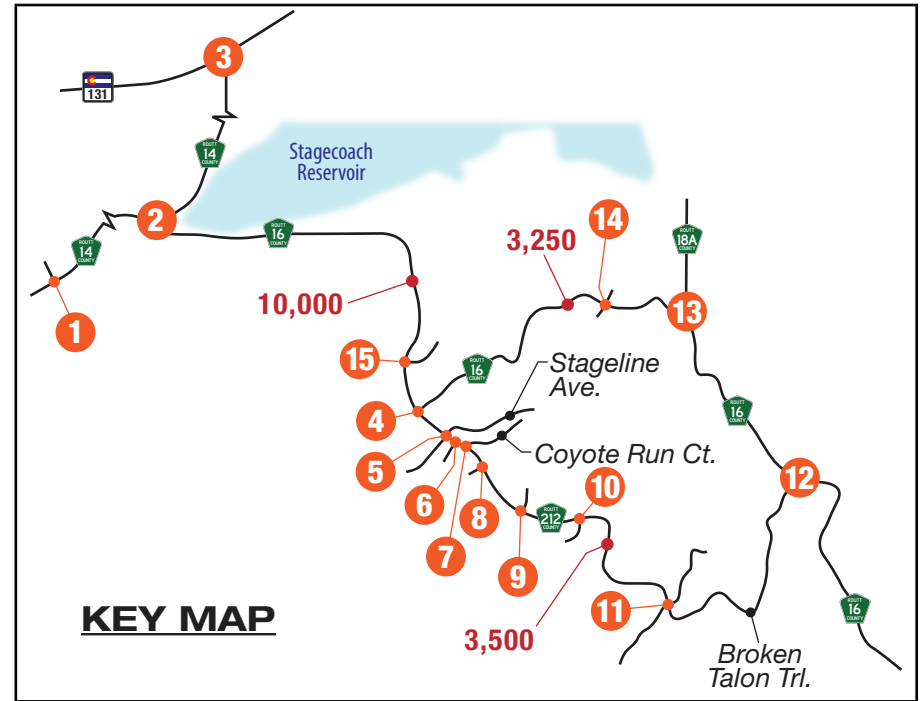 3
131
ROUTT
14
COUNTY
Stagecoach
Reservoir
2
ROUTT
16
COUNTY
14
ROUTT
18A
COUNTY
3,250
ROUTT
14
COUNTY
10,000
1
13
15
ROUTT
16
COUNTY
Stageline
Ave.
ROUTT
16
COUNTY
4
Coyote Run Ct.
5
12
6
10
8
ROUTT
212
COUNTY
7
9
11
ROUTT
16
COUNTY
KEY MAP
3,500
Broken
Talon Trl.